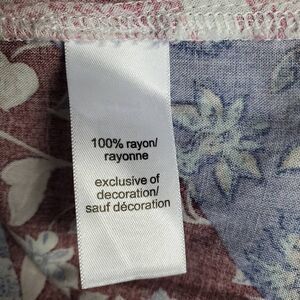 100% rayon/
rayonne
exclusive of
decoration/
sauf décoration